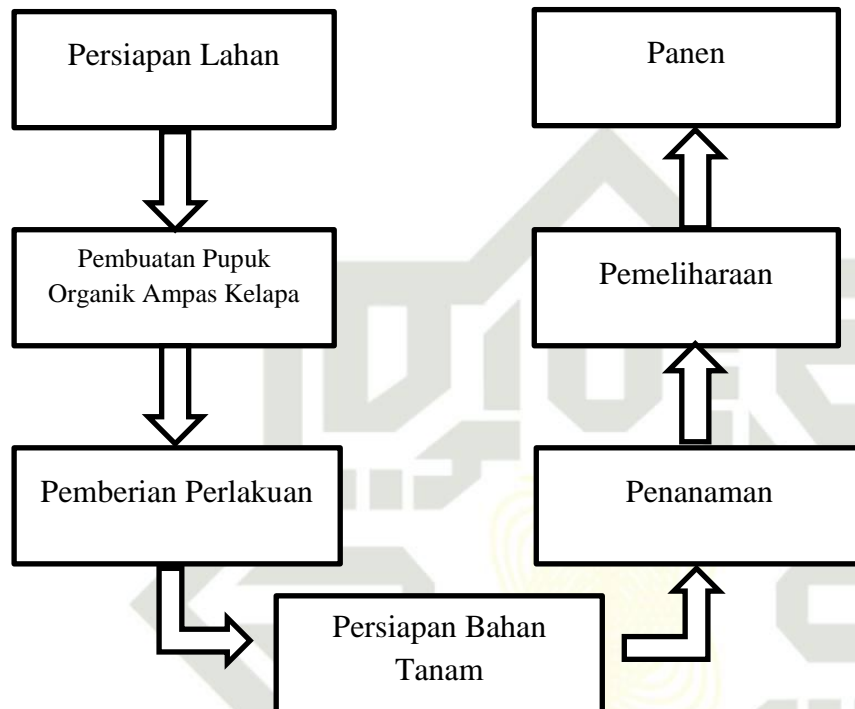 Persiapan Lahan
Pembuatan Pupuk
Organik Ampas Kelapa
Pemberian Perlakuan
Persiapan Bahan
Tanam
Penanaman
Pemeliharaan
Panen